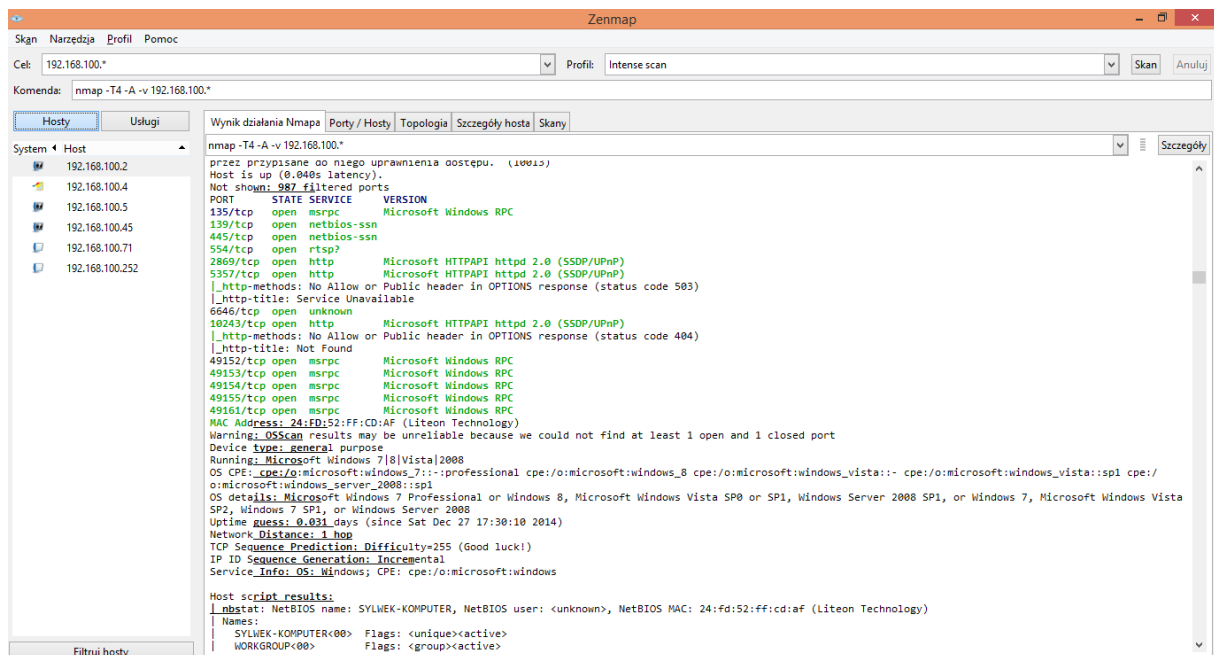 Zenmap
Skan Narzędzia Profil Pomoc
Cel: 192.168.100.* Profil: Intense scan Skan Anuluj
Komenda: nmap -T4 -A -v 192.168.100.*
Hosty Usługi
Wynik działania Nmapa Porty / Hosty Topologia Szczegóły hosta Skany
System Host
nmap -T4 -A -v 192.168.100.* Szczegóły
192.168.100.2
192.168.100.4
192.168.100.5
192.168.100.45
192.168.100.71
192.168.100.252
Filtruj hosty
przez przypisane do niego uprawnienia dostępu. (10013)
Host is up (0.040s latency).
Not shown: 987 filtered ports
PORT STATE SERVICE VERSION
135/tcp open msrpc Microsoft Windows RPC
139/tcp open netbios-ssn
445/tcp open netbios-ssn
554/tcp open rtsp?
2869/tcp open http Microsoft HTTPAPI httpd 2.0 (SSDP/UPnP)
5357/tcp open http Microsoft HTTPAPI httpd 2.0 (SSDP/UPnP)
|_http-methods: No Allow or Public header in OPTIONS response (status code 503)
|_http-title: Service Unavailable
6646/tcp open unknown
10243/tcp open http Microsoft HTTPAPI httpd 2.0 (SSDP/UPnP)
|_http-methods: No Allow or Public header in OPTIONS response (status code 404)
|_http-title: Not Found
49152/tcp open msrpc Microsoft Windows RPC
49153/tcp open msrpc Microsoft Windows RPC
49154/tcp open msrpc Microsoft Windows RPC
49155/tcp open msrpc Microsoft Windows RPC
49161/tcp open msrpc Microsoft Windows RPC
MAC Address: 24:FD:52:FF:CD:AF (Liteon Technology)
Warning: OSScan results may be unreliable because we could not find at least 1 open and 1 closed port
Device type: general purpose
Running: Microsoft Windows 7|8|Vista|2008
OS CPE: cpe:/o:microsoft:windows_7::-:professional cpe:/o:microsoft:windows_8 cpe:/o:microsoft:windows_vista::- cpe:/o:microsoft:windows_vista::sp1 cpe:/
o:microsoft:windows_server_2008::sp1
OS details: Microsoft Windows 7 Professional or Windows 8, Microsoft Windows Vista SP0 or SP1, Windows Server 2008 SP1, or Windows 7, Microsoft Windows Vista
SP2, Windows 7 SP1, or Windows Server 2008
Uptime guess: 0.031 days (since Sat Dec 27 17:30:10 2014)
Network Distance: 1 hop
TCP Sequence Prediction: Difficulty=255 (Good luck!)
IP ID Sequence Generation: Incremental
Service Info: OS: Windows; CPE: cpe:/o:microsoft:windows
Host script results:
| nbstat: NetBIOS name: SYLWEK-KOMPUTER, NetBIOS user: <unknown>, NetBIOS MAC: 24:fd:52:ff:cd:af (Liteon Technology)
| Names:
| SYLWEK-KOMPUTER<00> Flags: <unique><active>
| WORKGROUP<00> Flags: <group><active>